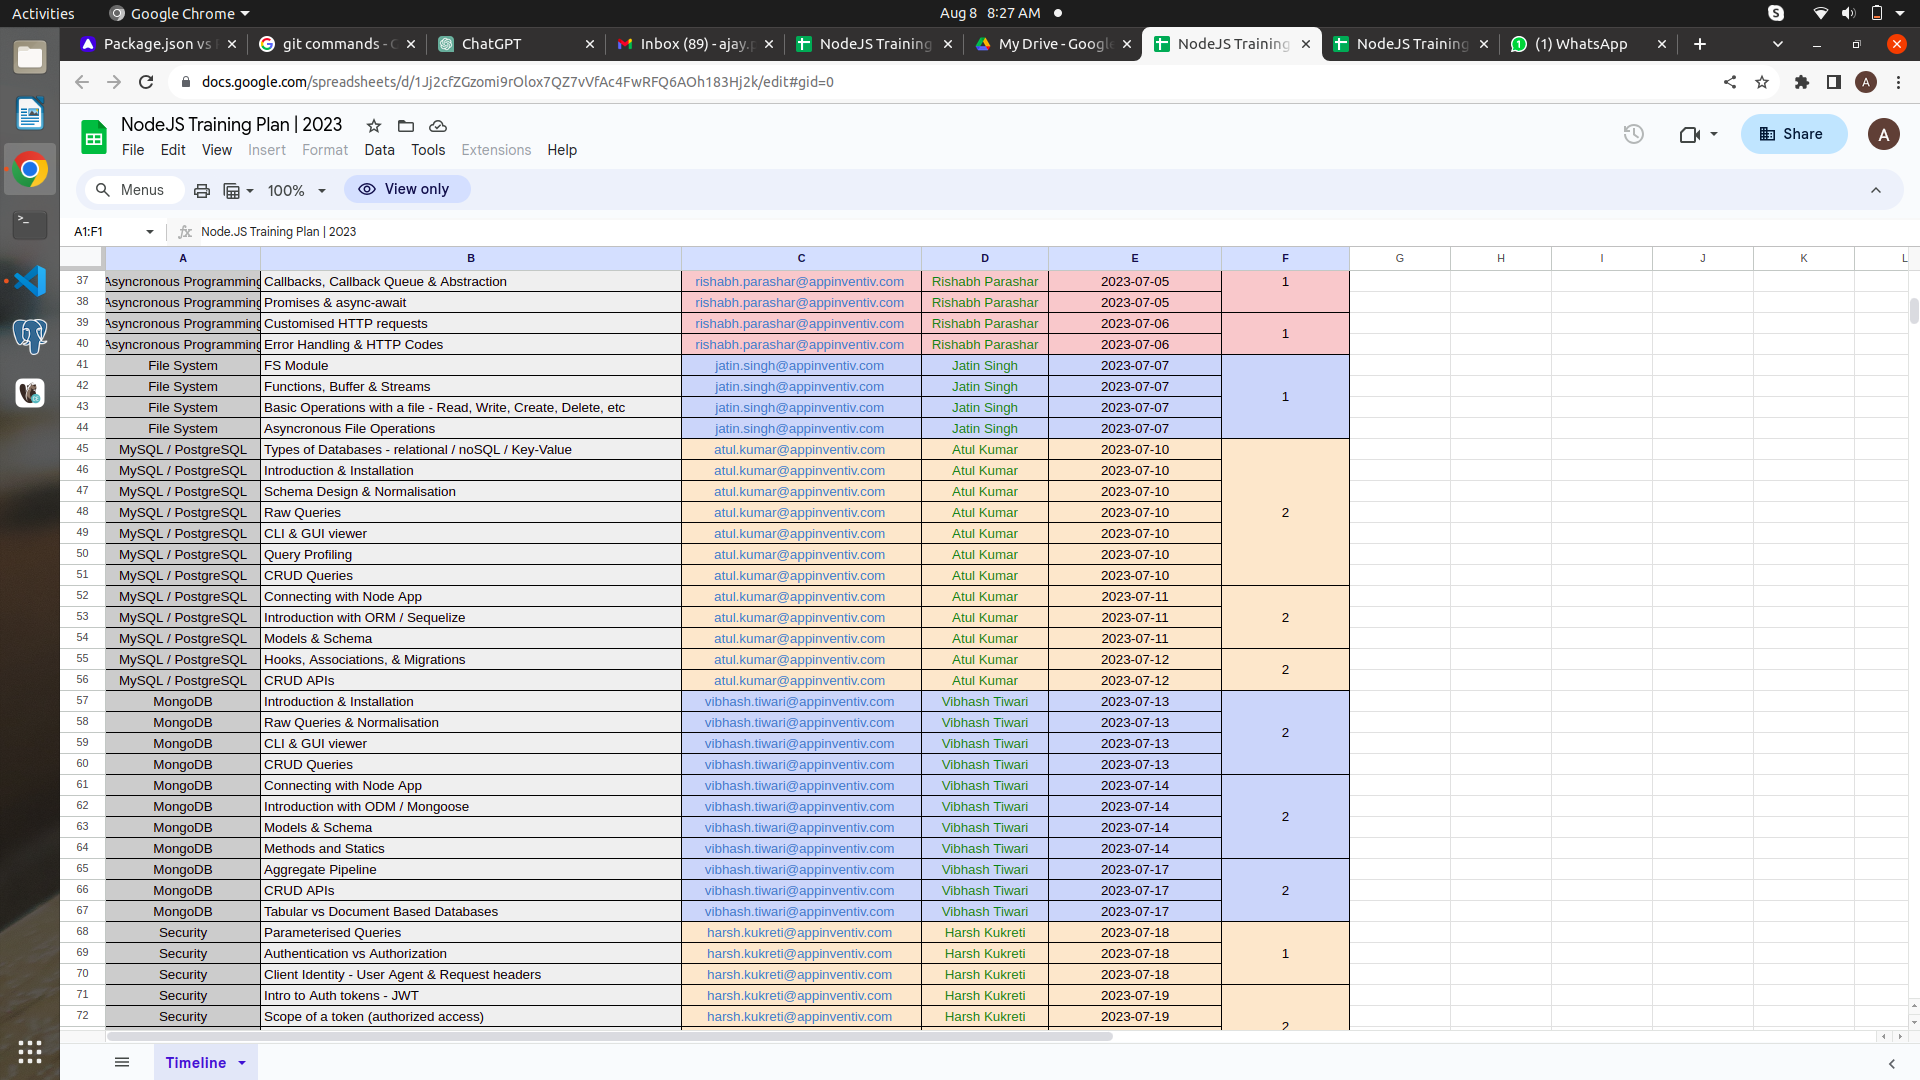 Activities Google Chrome Aug 8 8:27 AM
Package.json vs git commands - ChatGPT Inbox (89) - ajay. NodeJS Training My Drive - Google NodeJS Training NodeJS Training (1) WhatsApp
docs.google.com/spreadsheets/d/1Jj2cfZGzomi9rOlox7QZ7vVfAc4FwRFQ6AOh183Hj2k/edit#gid=0 A
NodeJS Training Plan | 2023
File Edit View Insert Format Data Tools Extensions Help Share A
Menus 100% View only
A1:F1 fx Node.JS Training Plan | 2023
A B C D E F G H I J K L
37 Asyncronous Programming Callbacks, Callback Queue & Abstraction rishabh.parashar@appinventiv.com Rishabh Parashar 2023-07-05 1
38 Asyncronous Programming Promises & async-await rishabh.parashar@appinventiv.com Rishabh Parashar 2023-07-05
39 Asyncronous Programming Customised HTTP requests rishabh.parashar@appinventiv.com Rishabh Parashar 2023-07-06 1
40 Asyncronous Programming Error Handling & HTTP Codes rishabh.parashar@appinventiv.com Rishabh Parashar 2023-07-06
41 File System FS Module jatin.singh@appinventiv.com Jatin Singh 2023-07-07
42 File System Functions, Buffer & Streams jatin.singh@appinventiv.com Jatin Singh 2023-07-07 1
43 File System Basic Operations with a file - Read, Write, Create, Delete, etc jatin.singh@appinventiv.com Jatin Singh 2023-07-07
44 File System Asyncronous File Operations jatin.singh@appinventiv.com Jatin Singh 2023-07-07
45 MySQL / PostgreSQL Types of Databases - relational / noSQL / Key-Value atul.kumar@appinventiv.com Atul Kumar 2023-07-10
46 MySQL / PostgreSQL Introduction & Installation atul.kumar@appinventiv.com Atul Kumar 2023-07-10
47 MySQL / PostgreSQL Schema Design & Normalisation atul.kumar@appinventiv.com Atul Kumar 2023-07-10
48 MySQL / PostgreSQL Raw Queries atul.kumar@appinventiv.com Atul Kumar 2023-07-10 2
49 MySQL / PostgreSQL CLI & GUI viewer atul.kumar@appinventiv.com Atul Kumar 2023-07-10
50 MySQL / PostgreSQL Query Profiling atul.kumar@appinventiv.com Atul Kumar 2023-07-10
51 MySQL / PostgreSQL CRUD Queries atul.kumar@appinventiv.com Atul Kumar 2023-07-10
52 MySQL / PostgreSQL Connecting with Node App atul.kumar@appinventiv.com Atul Kumar 2023-07-11
53 MySQL / PostgreSQL Introduction with ORM / Sequelize atul.kumar@appinventiv.com Atul Kumar 2023-07-11 2
54 MySQL / PostgreSQL Models & Schema atul.kumar@appinventiv.com Atul Kumar 2023-07-11
55 MySQL / PostgreSQL Hooks, Associations, & Migrations atul.kumar@appinventiv.com Atul Kumar 2023-07-12 2
56 MySQL / PostgreSQL CRUD APIs atul.kumar@appinventiv.com Atul Kumar 2023-07-12
57 MongoDB Introduction & Installation vibhash.tiwari@appinventiv.com Vibhash Tiwari 2023-07-13
58 MongoDB Raw Queries & Normalisation vibhash.tiwari@appinventiv.com Vibhash Tiwari 2023-07-13 2
59 MongoDB CLI & GUI viewer vibhash.tiwari@appinventiv.com Vibhash Tiwari 2023-07-13
60 MongoDB CRUD Queries vibhash.tiwari@appinventiv.com Vibhash Tiwari 2023-07-13
61 MongoDB Connecting with Node App vibhash.tiwari@appinventiv.com Vibhash Tiwari 2023-07-14
62 MongoDB Introduction with ODM / Mongoose vibhash.tiwari@appinventiv.com Vibhash Tiwari 2023-07-14 2
63 MongoDB Models & Schema vibhash.tiwari@appinventiv.com Vibhash Tiwari 2023-07-14
64 MongoDB Methods and Statics vibhash.tiwari@appinventiv.com Vibhash Tiwari 2023-07-14
65 MongoDB Aggregate Pipeline vibhash.tiwari@appinventiv.com Vibhash Tiwari 2023-07-17
66 MongoDB CRUD APIs vibhash.tiwari@appinventiv.com Vibhash Tiwari 2023-07-17 2
67 MongoDB Tabular vs Document Based Databases vibhash.tiwari@appinventiv.com Vibhash Tiwari 2023-07-17
68 Security Parameterised Queries harsh.kukreti@appinventiv.com Harsh Kukreti 2023-07-18
69 Security Authentication vs Authorization harsh.kukreti@appinventiv.com Harsh Kukreti 2023-07-18 1
70 Security Client Identity - User Agent & Request headers harsh.kukreti@appinventiv.com Harsh Kukreti 2023-07-18
71 Security Intro to Auth tokens - JWT harsh.kukreti@appinventiv.com Harsh Kukreti 2023-07-19
72 Security Scope of a token (authorized access) harsh.kukreti@appinventiv.com Harsh Kukreti 2023-07-19 2
Timeline